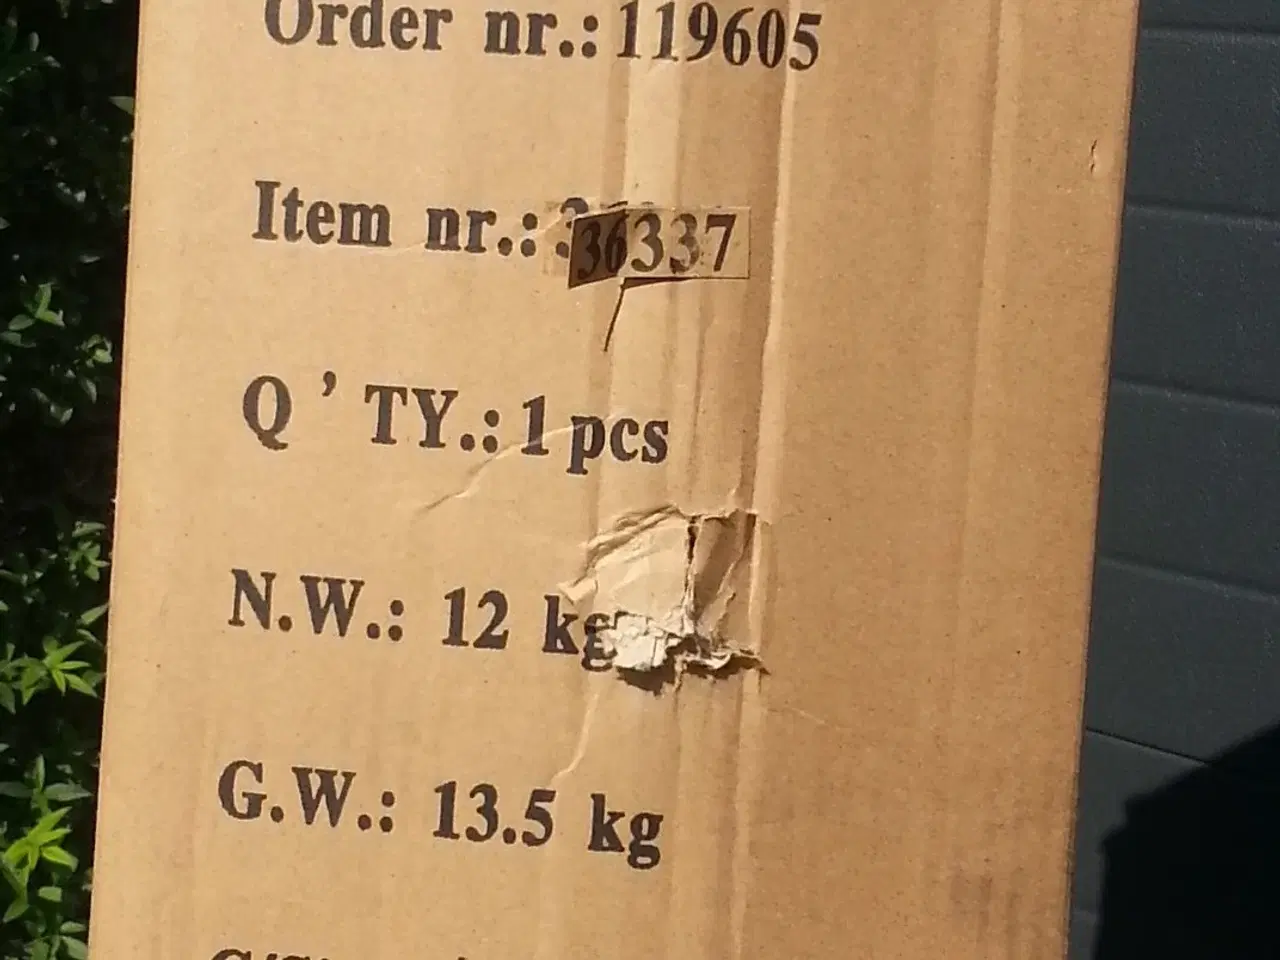 Order nr.: 119605
Item nr.: 36337
Q'TY.: 1 pcs
N.W.: 12 kg
G.W.: 13.5 kg